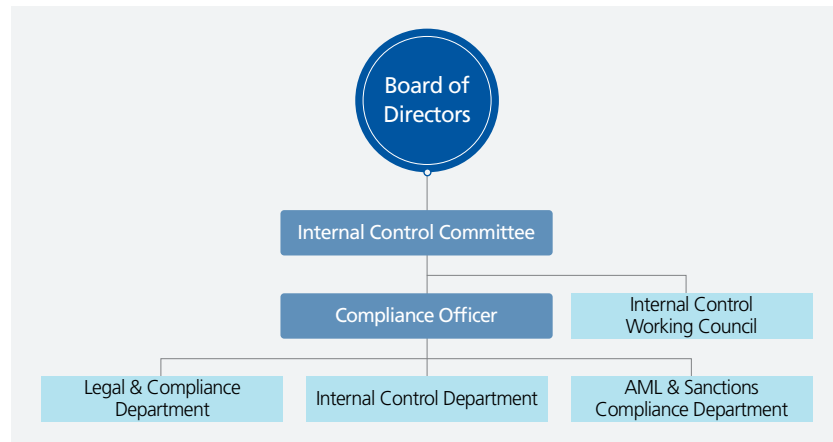 Board of
Directors
Internal Control Committee
Compliance Officer
Internal Control
Working Council
Legal & Compliance
Department
Internal Control Department
AML & Sanctions
Compliance Department